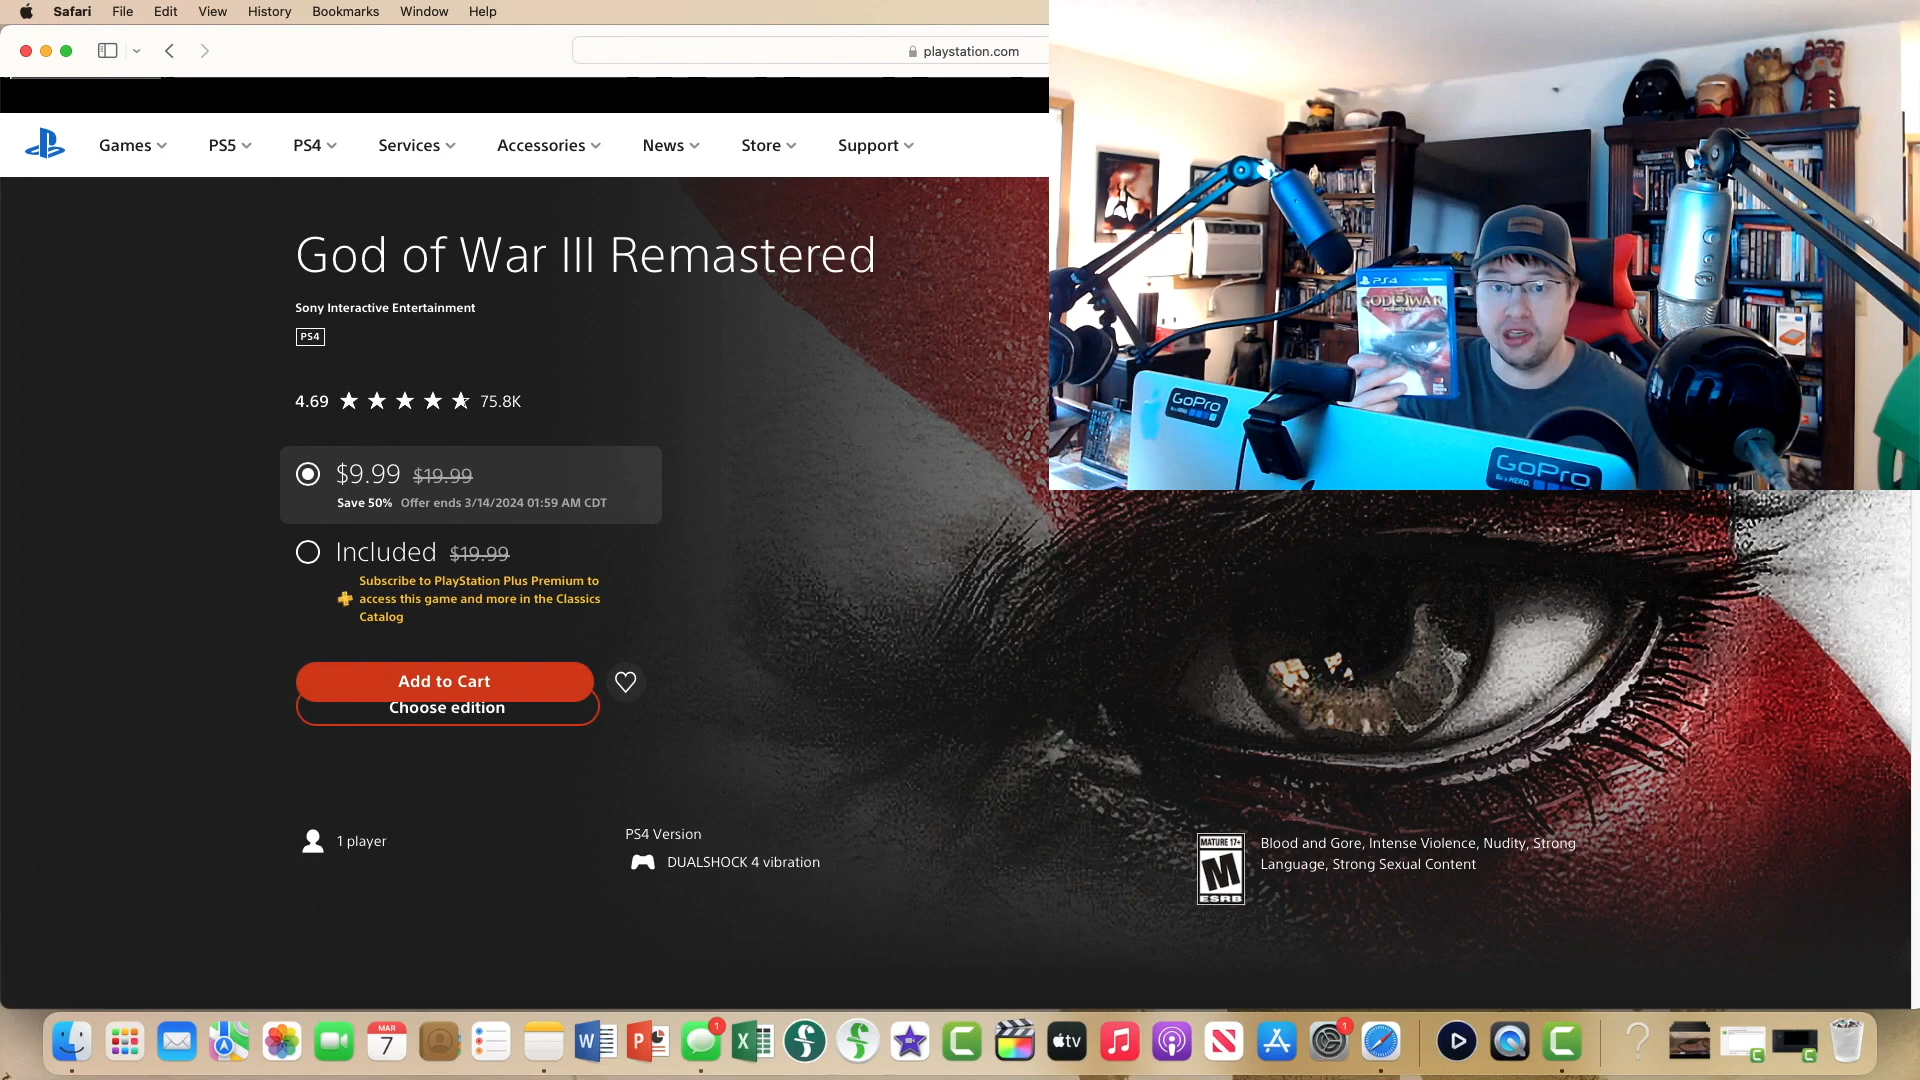 Safari File Edit View History Bookmarks Window Help
playstation.com
Games PS5 PS4 Services Accessories News Store Support
God of War III Remastered
Sony Interactive Entertainment
PS4
4.69 75.8K
$9.99 $19.99
Save 50% Offer ends 3/14/2024 01:59 AM CDT
Included $19.99
Subscribe to PlayStation Plus Premium to
access this game and more in the Classics
Catalog
Add to Cart
Choose edition
1 player
PS4 Version
DUALSHOCK 4 vibration
MATURE 17+
M
ESRB
Blood and Gore, Intense Violence, Nudity, Strong
Language, Strong Sexual Content
PS4
GOD OF WAR
GoPro
GoPro
Be a HERO.
MAR
7
1
tv
1